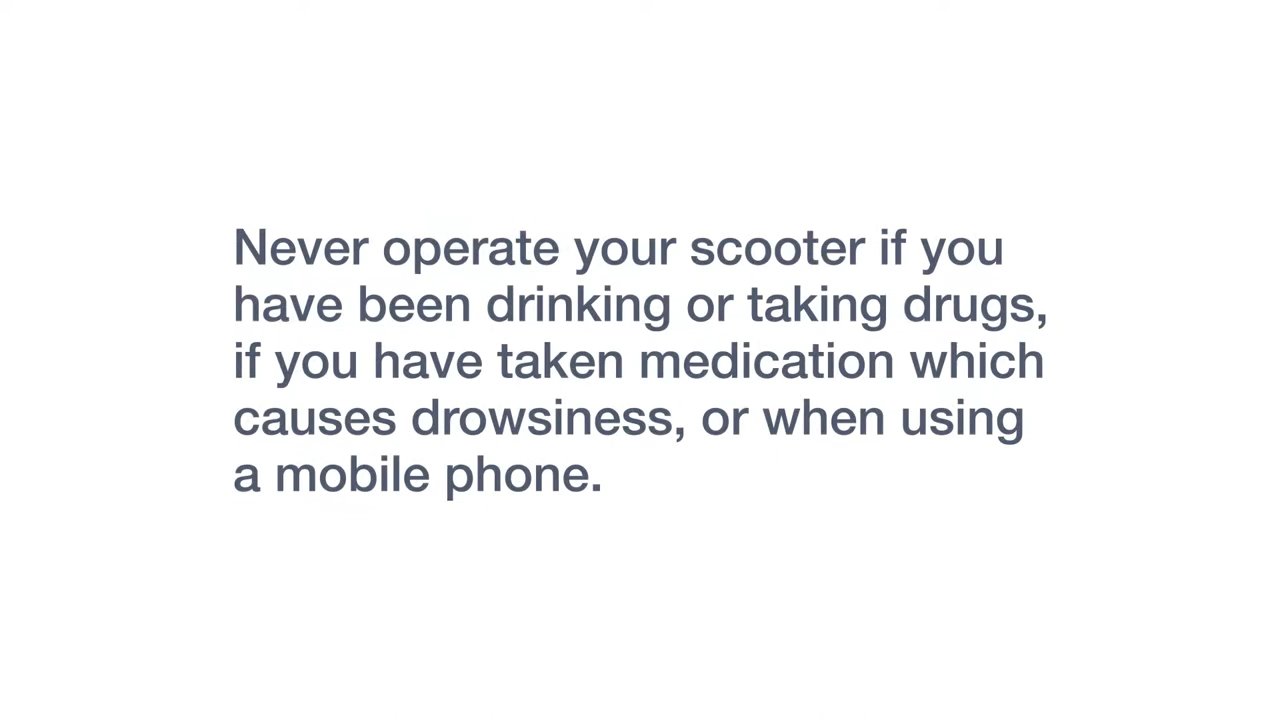 Never operate your scooter if you
have been drinking or taking drugs,
if you have taken medication which
causes drowsiness, or when using
a mobile phone.